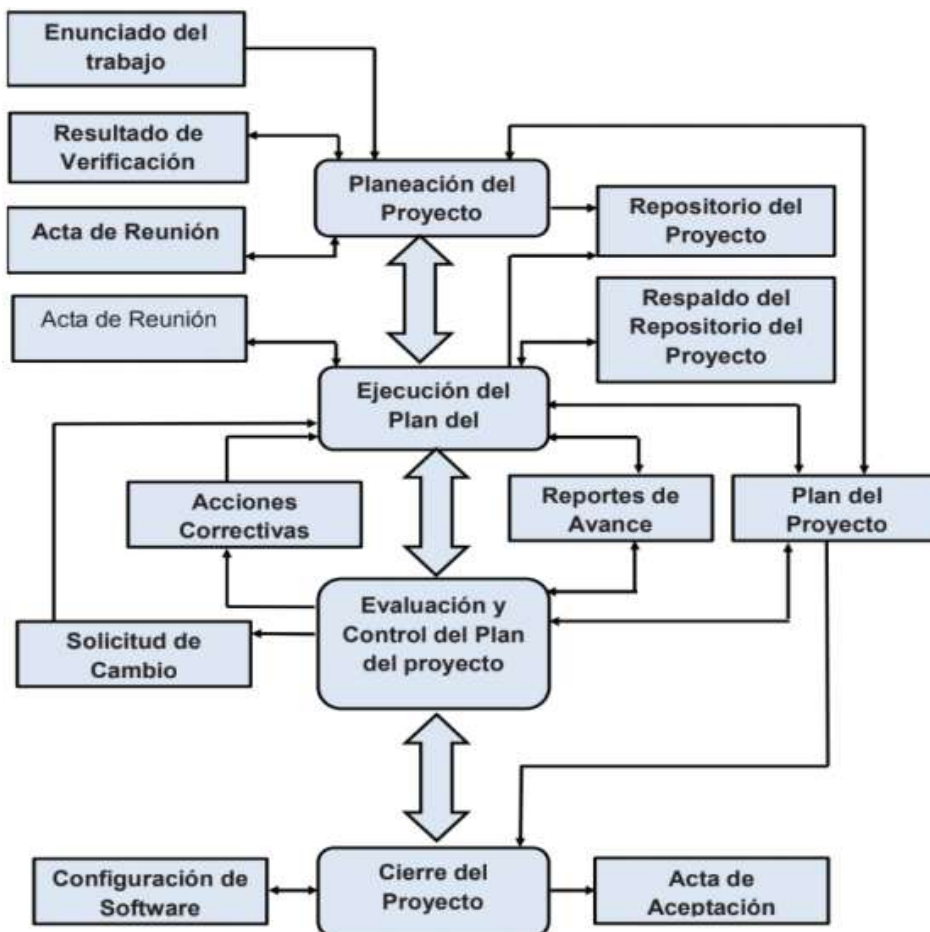 Enunciado del
trabajo
Resultado de
Verificación
Planeación del
Proyecto
Repositorio del
Proyecto
Acta de Reunión
Acta de Reunión
Respaldo del
Repositorio del
Proyecto
Ejecución del
Plan del
Acciones
Correctivas
Reportes de
Avance
Plan del
Proyecto
Evaluación y
Control del Plan
del proyecto
Solicitud de
Cambio
Configuración de
Software
Cierre del
Proyecto
Acta de
Aceptación